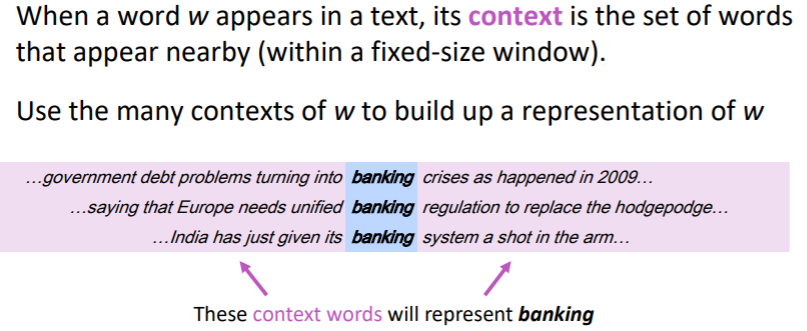 When a word w appears in a text, its context is the set of words
that appear nearby (within a fixed-size window).
Use the many contexts of w to build up a representation of w
…government debt problems turning into banking crises as happened in 2009…
…saying that Europe needs unified banking regulation to replace the hodgepodge…
…India has just given its banking system a shot in the arm…
These context words will represent banking